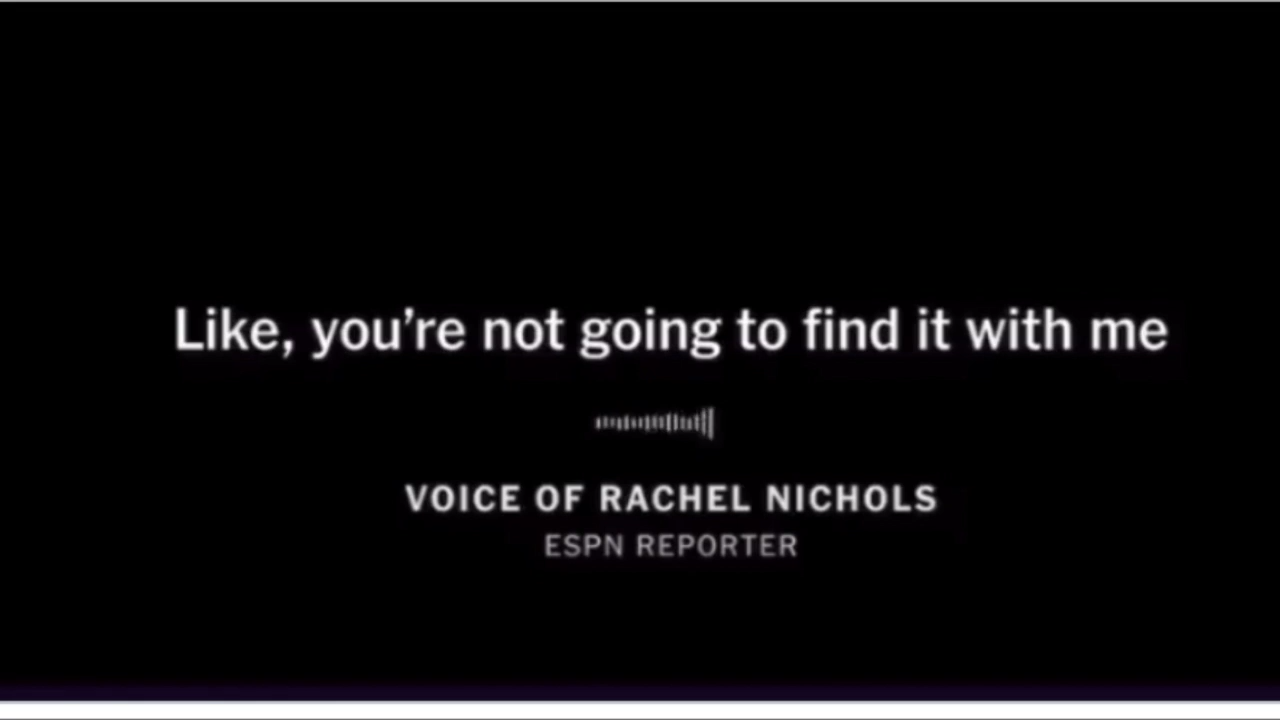 Like, you’re not going to find it with me
VOICE OF RACHEL NICHOLS
ESPN REPORTER